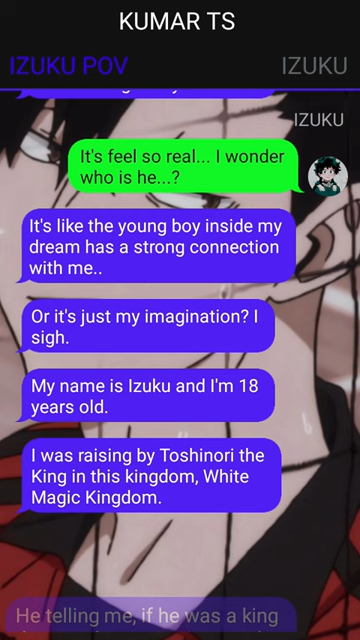 KUMAR TS
IZUKU POV
IZUKU
IZUKU
It's feel so real... I wonder
who is he...?
It's like the young boy inside my
dream has a strong connection
with me..
Or it's just my imagination? I
sigh.
My name is Izuku and I'm 18
years old.
I was raising by Toshinori the
King in this kingdom, White
Magic Kingdom.
He telling me, if he was a king